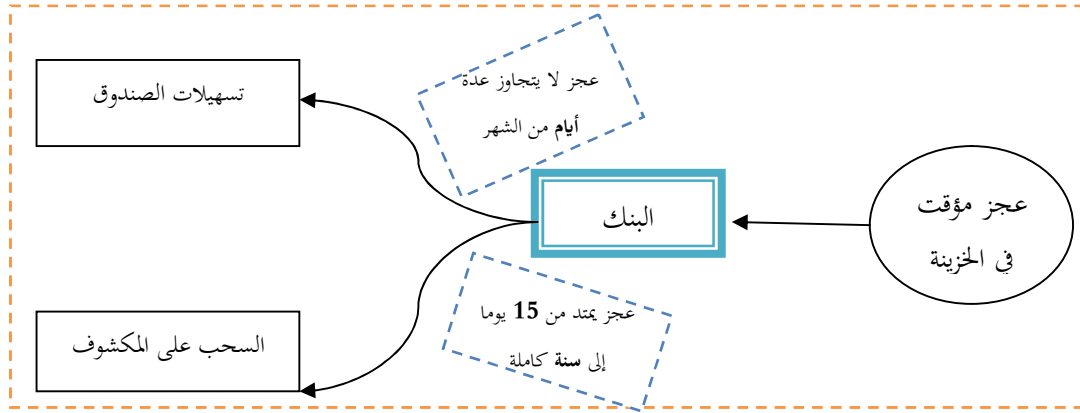 عجز مؤقت
في الخزينة
البنك
عجز لا يتجاوز عدة
أيام من الشهر
تسهيلات الصندوق
عجز يمتد من 15 يوما
إلى سنة كاملة
السحب على المكشوف